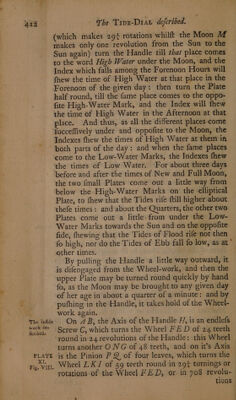 422 The TIDE-DIAL described.
(which makes 29½ rotations whilst the Moon M
makes only one revolution from the Sun to the
Sun again) turn the Handle till that place comes
to the word High Water under the Moon, and the
Index which falls among the Forenoon Hours will
shew the time of High Water at that place in the
Forenoon of the given day: then turn the Plate
half round, till the same place comes to the oppo-
site High-Water Mark, and the Index will shew
the time of High Water in the Afternoon at that
place. And thus, as all the different places come
successively under and opposite to the Moon, the
Indexes shew the times of High Water at them in
both parts of the day: and when the same places
come to the Low-Water Marks, the Indexes shew
the times of Low Water. For about three days
before and after the times of New and Full Moon,
the two small Plates come out a little way from
below the High-Water Marks on the elliptical
Plate, to shew that the Tides rise still higher about
these times: and about the Quarters, the other two
Plates come out a little from under the Low-
Water Marks towards the Sun and on the opposite
side, shewing that the Tides of Flood rise not then
so high, nor do the Tides of Ebb fall so low, as at
other times.
By pulling the Handle a little way outward, it
is disengaged from the Wheel-work, and then the
upper Plate may be turned round quickly by hand
so, as the Moon may be brought to any given day
of her age in about a quarter of a minute: and by
pushing in the Handle, it takes hold of the Wheel-
work again.
The inside work described.
On AB, the Axis of the Handle H, is an endless
Screw C, which turns the Wheel FED of 24 teeth
round in 24 revolutions of the Handle: this Wheel
turns another ONG of 48 teeth, and on it's Axis
PLATE XI. Fig. VIII.
is the Pinion PQ of four leaves, which turns the
Wheel LKI of 59 teeth round in 29½ turnings or
rotations of the Wheel FED, or in 708 revolu-
tions